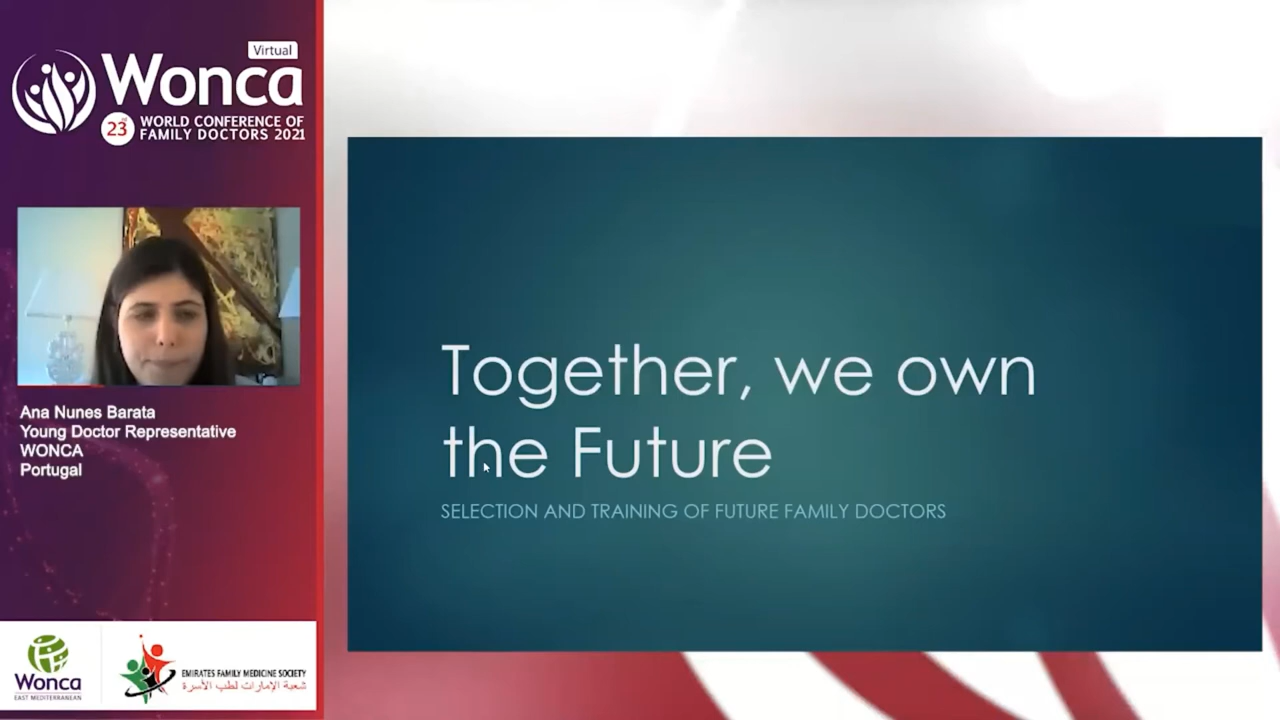 Virtual
Wonca
23rd
WORLD CONFERENCE OF
FAMILY DOCTORS 2021
Ana Nunes Barata
Young Doctor Representative
WONCA
Portugal
Wonca
EAST MEDITERRANEAN
EMIRATES FAMILY MEDICINE SOCIETY
شعبة الإمارات لطب الأسرة
Together, we own
the Future
SELECTION AND TRAINING OF FUTURE FAMILY DOCTORS